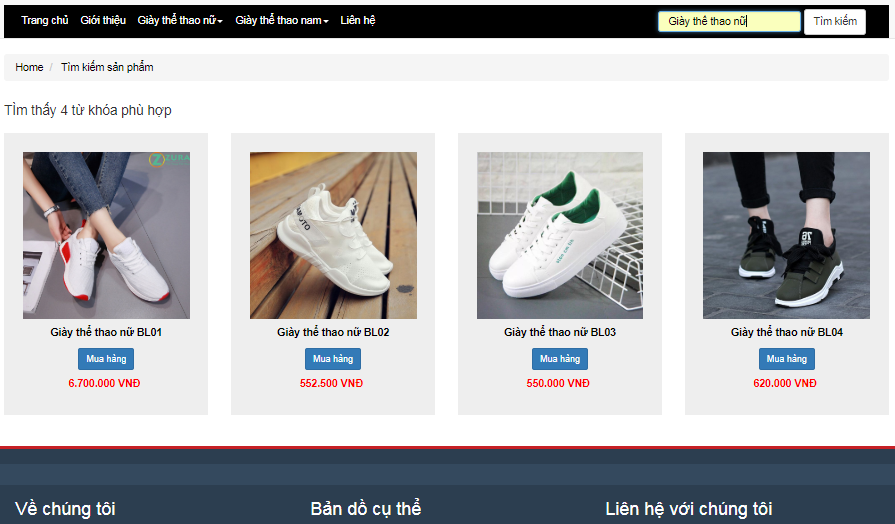 Trang chủ Giới thiệu Giày thể thao nữ Giày thể thao nam Liên hệ Giày thể thao nữ Tìm kiếm
Home / Tìm kiếm sản phẩm
Tìm thấy 4 từ khóa phù hợp
ZUBA
AMOTO
Giày thể thao nữ BL01 Giày thể thao nữ BL02 Giày thể thao nữ BL03 Giày thể thao nữ BL04
Mua hàng Mua hàng Mua hàng Mua hàng
6.700.000 VNĐ 552.500 VNĐ 550.000 VNĐ 620.000 VNĐ
Về chúng tôi Bản dồ cụ thể Liên hệ với chúng tôi